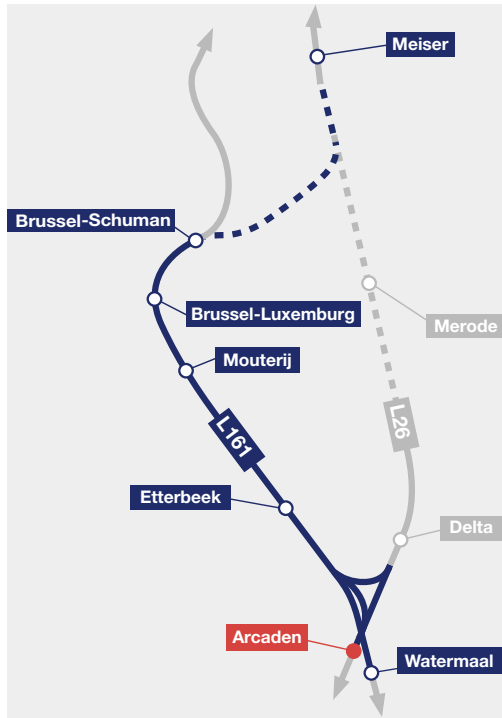 Meiser
Brussel-Schuman
Brussel-Luxemburg
Merode
Mouterij
L26
L161
Etterbeek
Delta
Arcaden
Watermaal